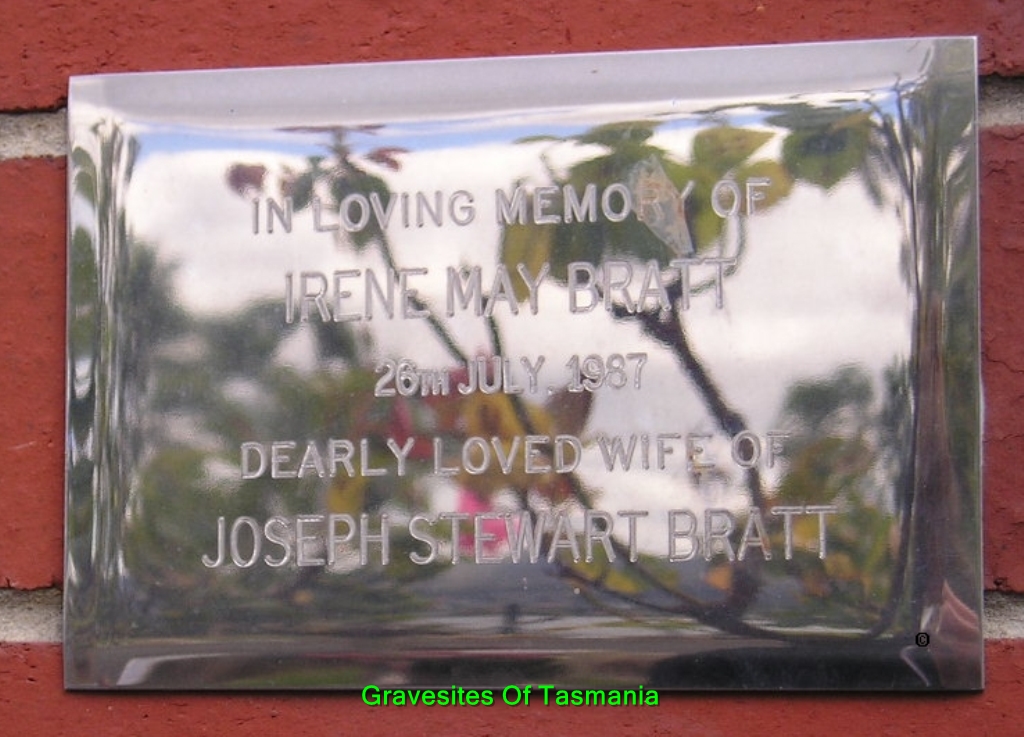 IN LOVING MEMORY OF
IRENE MAY BRATT
26TH JULY, 1987
DEARLY LOVED WIFE OF
JOSEPH STEWART BRATT
©
Gravesites Of Tasmania